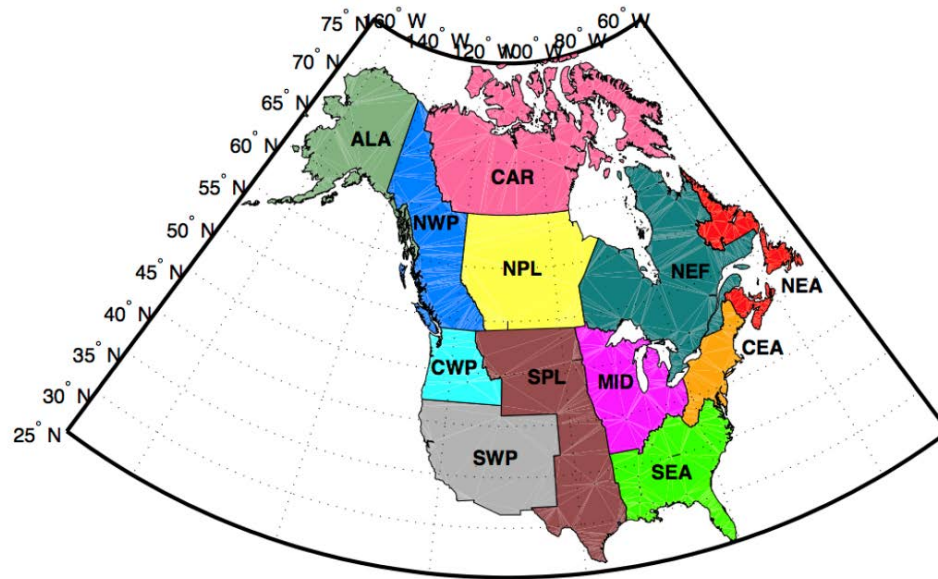 75° N
160° W
140° W
120° W
100° W
80° W
60° W
70° N
65° N
60° N
55° N
50° N
45° N
40° N
35° N
30° N
25° N
ALA
CAR
NWP
NPL
NEF
NEA
CWP
SPL
MID
CEA
SWP
SEA